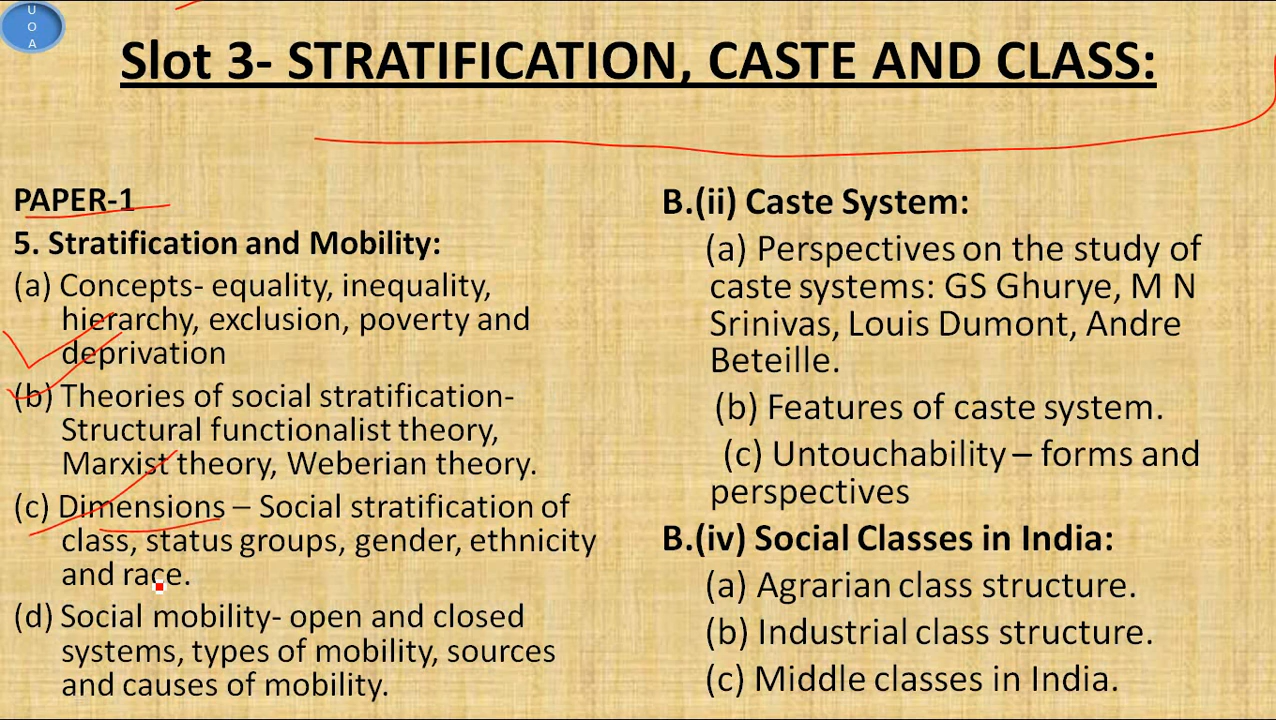 U
O
A
Slot 3- STRATIFICATION, CASTE AND CLASS:
PAPER-1
5. Stratification and Mobility:
(a) Concepts- equality, inequality,
hierarchy, exclusion, poverty and
deprivation
(b) Theories of social stratification-
Structural functionalist theory,
Marxist theory, Weberian theory.
(c) Dimensions – Social stratification of
class, status groups, gender, ethnicity
and race.
(d) Social mobility- open and closed
systems, types of mobility, sources
and causes of mobility.
B.(ii) Caste System:
(a) Perspectives on the study of
caste systems: GS Ghurye, M N
Srinivas, Louis Dumont, Andre
Beteille.
(b) Features of caste system.
(c) Untouchability – forms and
perspectives
B.(iv) Social Classes in India:
(a) Agrarian class structure.
(b) Industrial class structure.
(c) Middle classes in India.